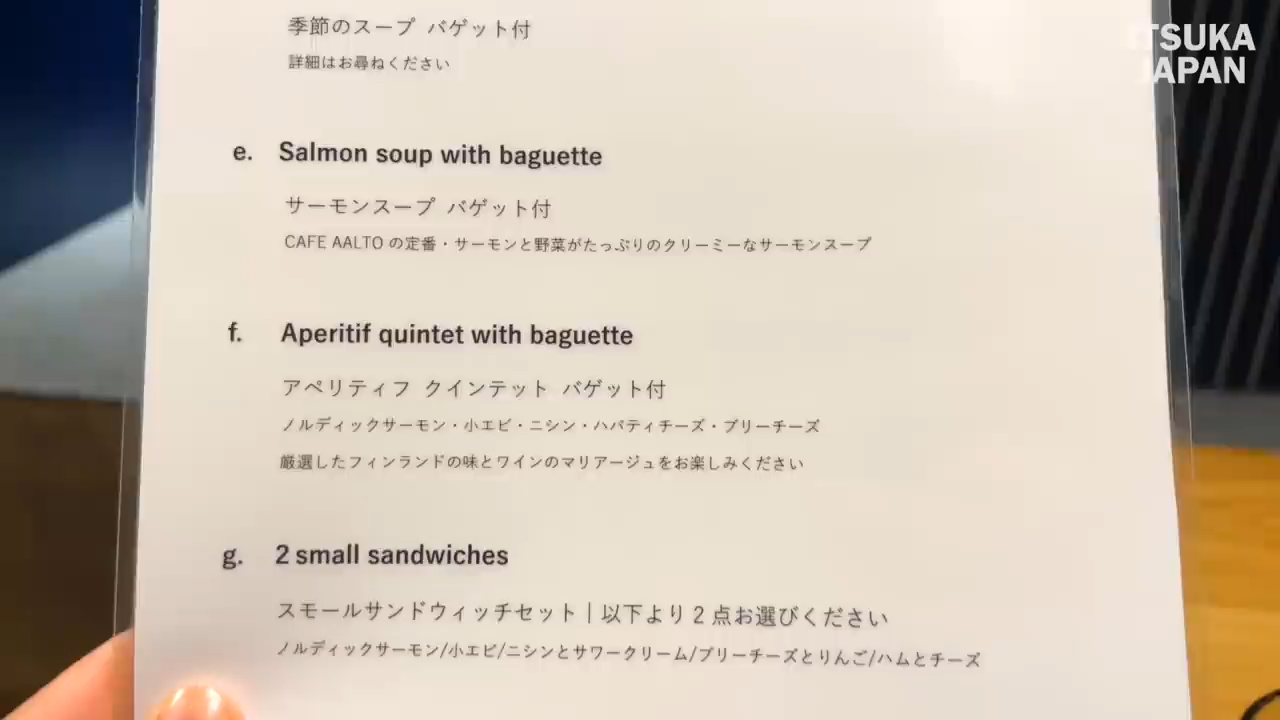 季節のスープ バゲット付
詳細はお尋ねください
e. Salmon soup with baguette
サーモンスープ バゲット付
CAFE AALTO の定番・サーモンと野菜がたっぷりのクリーミーなサーモンスープ
f. Aperitif quintet with baguette
アペリティフ クインテット バゲット付
ノルディックサーモン・小エビ・ニシン・ハバティチーズ・ブリーチーズ
厳選したフィンランドの味とワインのマリアージュをお楽しみください
g. 2 small sandwiches
スモールサンドウィッチセット｜以下より 2 点お選びください
ノルディックサーモン/小エビ/ニシンとサワークリーム/ブリーチーズとりんご/ハムとチーズ
ITSUKA
JAPAN